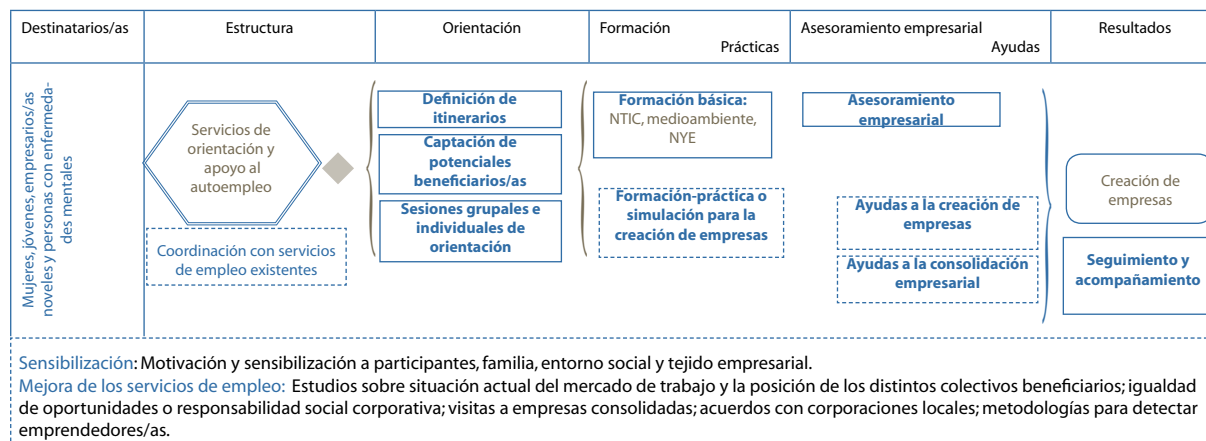 Destinatarios/as
Estructura
Orientación
Formación
Prácticas
Asesoramiento empresarial
Ayudas
Resultados
Mujeres, jóvenes, empresarios/as
noveles y personas con enfermeda-
des mentales
Servicios de
orientación y
apoyo al
autoempleo
Coordinación con servicios
de empleo existentes
Definición de
itinerarios
Captación de
potenciales
beneficiarios/as
Sesiones grupales e
individuales de
orientación
Formación básica:
NTIC, medioambiente,
NYE
Formación-práctica o
simulación para la
creación de empresas
Asesoramiento
empresarial
Ayudas a la creación de
empresas
Ayudas a la consolidación
empresarial
Creación de
empresas
Seguimiento y
acompañamiento
Sensibilización: Motivación y sensibilización a participantes, familia, entorno social y tejido empresarial.
Mejora de los servicios de empleo: Estudios sobre situación actual del mercado de trabajo y la posición de los distintos colectivos beneficiarios; igualdad
de oportunidades o responsabilidad social corporativa; visitas a empresas consolidadas; acuerdos con corporaciones locales; metodologías para detectar
emprendedores/as.